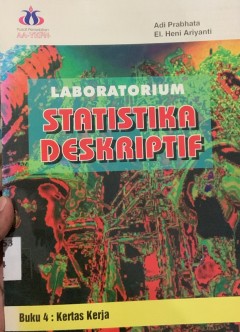 Adi Prabhata
El. Heni Ariyanti
LABORATORIUM
STATISTIKA
DESKRIPTIF
Buku 4 : Kertas Kerja